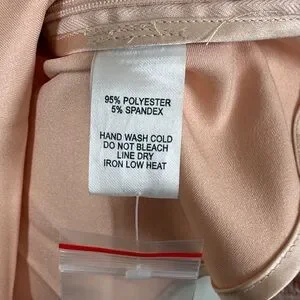 95% POLYESTER
5% SPANDEX
HAND WASH COLD
DO NOT BLEACH
LINE DRY
IRON LOW HEAT